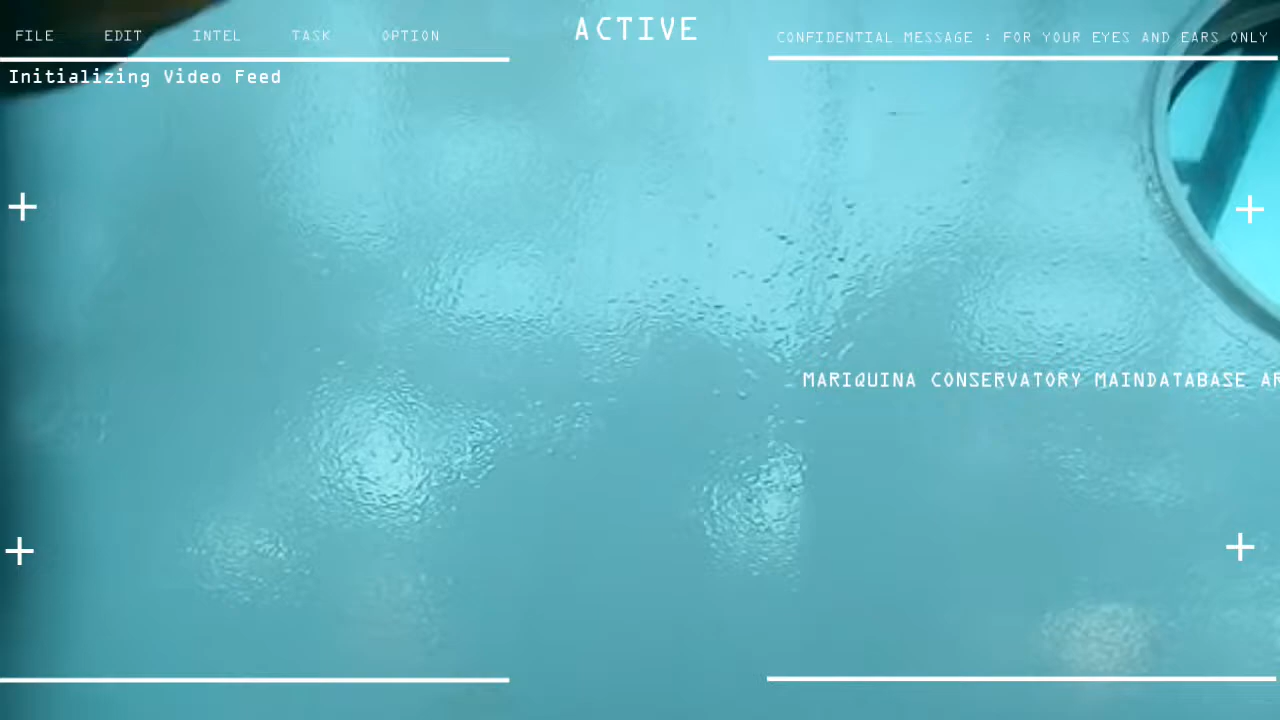 FILE EDIT INTEL TASK OPTION
ACTIVE
CONFIDENTIAL MESSAGE : FOR YOUR EYES AND EARS ONLY
Initializing Video Feed
MARIQUINA CONSERVATORY MAINDATABASE AR